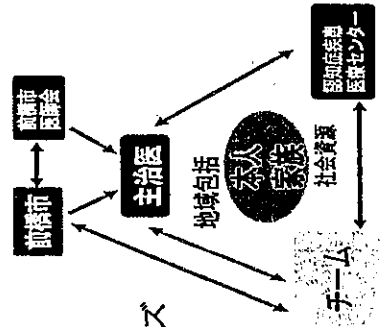 前橋市
医師会
前橋市
主治医
地域包括
本人
家族
社会資源
認知症疾患
医療センター
チーム
ズ